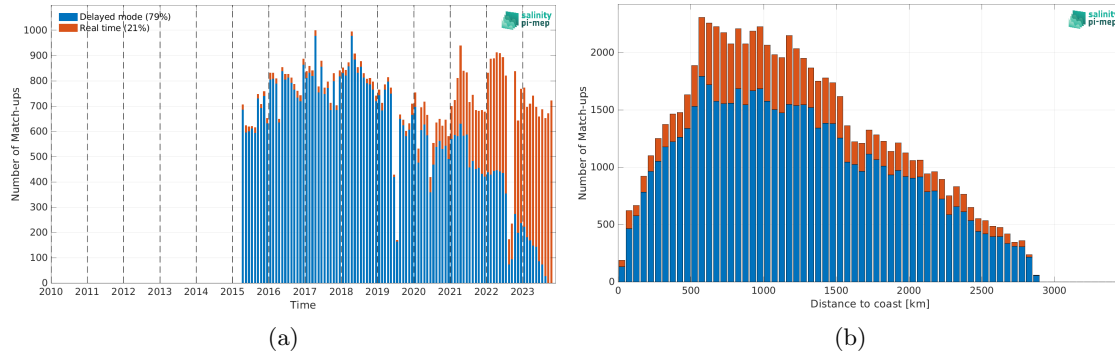 Delayed mode (79%)
Real time (21%)
salinity
pi-mep
1000
900
800
700
600
500
400
300
200
100
0
Number of Match-ups
2010 2011 2012 2013 2014 2015 2016 2017 2018 2019 2020 2021 2022 2023
Time
(a)
salinity
pi-mep
2000
1500
1000
500
0
Number of Match-ups
0 500 1000 1500 2000 2500 3000 3500
Distance to coast [km]
(b)